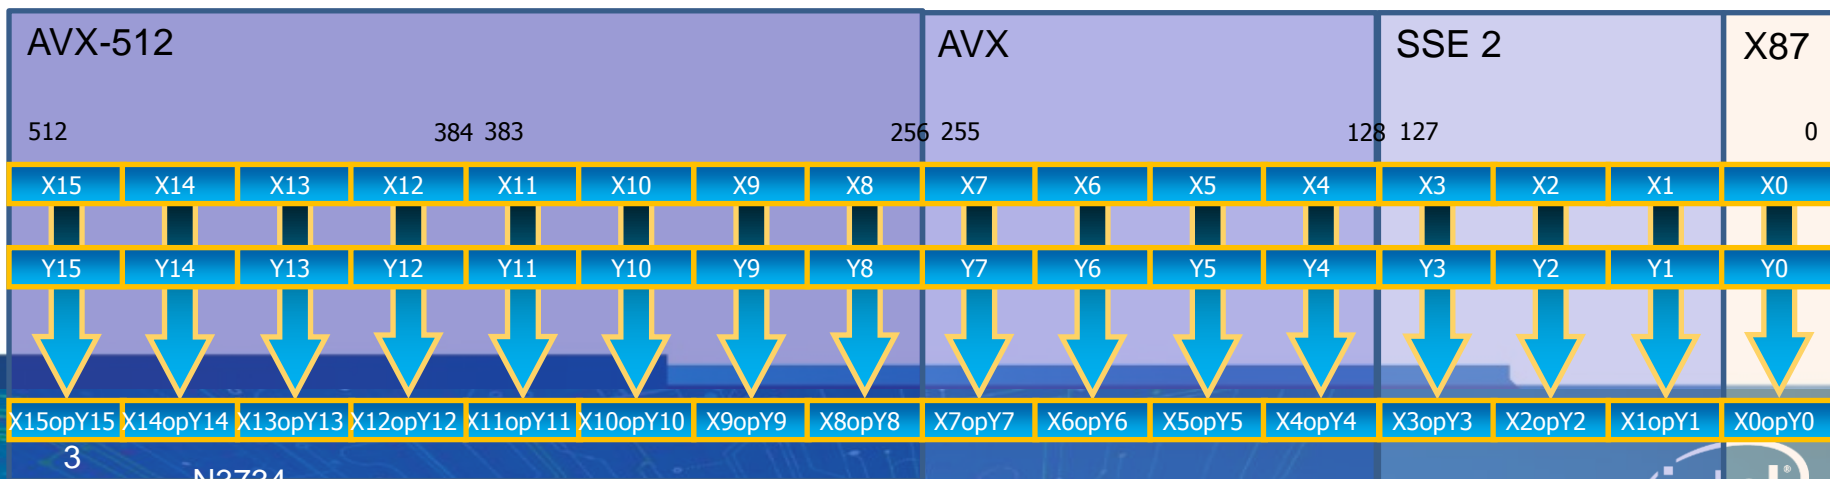 AVX-512 AVX SSE 2 X87
512 384 383 256 255 128 127 0
X15 X14 X13 X12 X11 X10 X9 X8 X7 X6 X5 X4 X3 X2 X1 X0
Y15 Y14 Y13 Y12 Y11 Y10 Y9 Y8 Y7 Y6 Y5 Y4 Y3 Y2 Y1 Y0
X15opY15 X14opY14 X13opY13 X12opY12 X11opY11 X10opY10 X9opY9 X8opY8 X7opY7 X6opY6 X5opY5 X4opY4 X3opY3 X2opY2 X1opY1 X0opY0
3
N3734